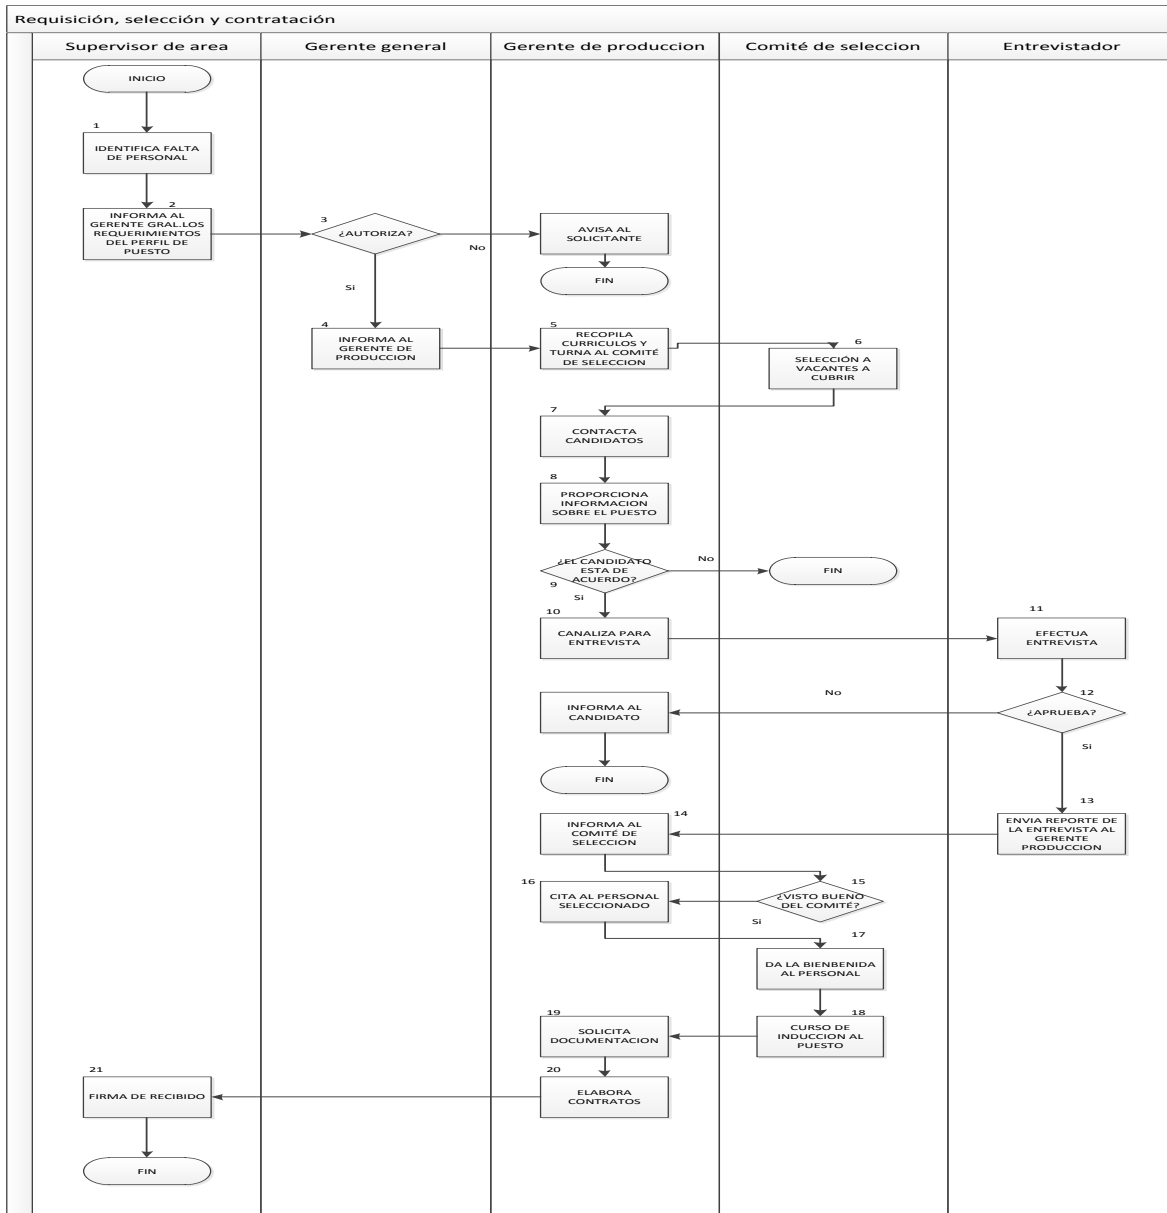 Requisición, selección y contratación
Supervisor de area
Gerente general
Gerente de produccion
Comité de seleccion
Entrevistador
INICIO
1
IDENTIFICA FALTA
DE PERSONAL
2
INFORMA AL
GERENTE GRAL.LOS
REQUERIMIENTOS
DEL PERFIL DE
PUESTO
3
¿AUTORIZA?
No
AVISA AL
SOLICITANTE
FIN
Si
4
INFORMA AL
GERENTE DE
PRODUCCION
5
RECOPILA
CURRICULOS Y
TURNA AL COMITÉ
DE SELECCION
6
SELECCIÓN A
VACANTES A
CUBRIR
7
CONTACTA
CANDIDATOS
8
PROPORCIONA
INFORMACION
SOBRE EL PUESTO
¿EL CANDIDATO
ESTA DE
ACUERDO?
9
No
FIN
Si
10
CANALIZA PARA
ENTREVISTA
11
EFECTUA
ENTREVISTA
12
¿APRUEBA?
No
INFORMA AL
CANDIDATO
FIN
Si
13
ENVIA REPORTE DE
LA ENTREVISTA AL
GERENTE
PRODUCCION
14
INFORMA AL
COMITÉ DE
SELECCION
15
¿VISTO BUENO
DEL COMITÉ?
Si
16
CITA AL PERSONAL
SELECCIONADO
17
DA LA BIENBENIDA
AL PERSONAL
18
CURSO DE
INDUCCION AL
PUESTO
19
SOLICITA
DOCUMENTACION
20
ELABORA
CONTRATOS
21
FIRMA DE RECIBIDO
FIN